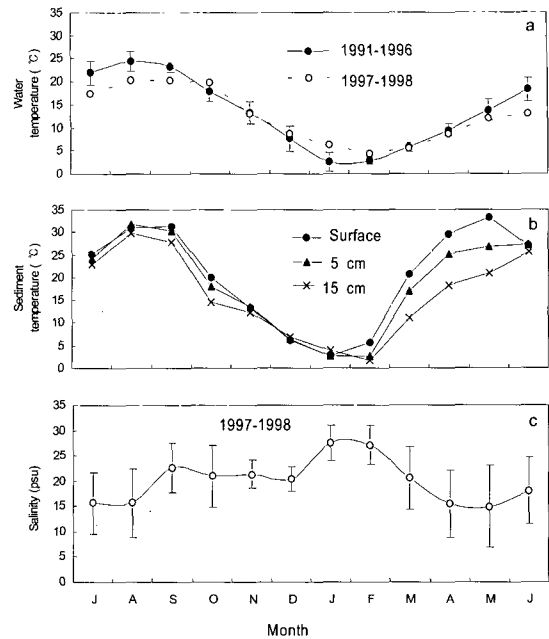 a
35
30
25
20
15
10
5
0
Water
temperature( ℃)
1991-1996
1997-1998
b
35
30
25
20
15
10
5
0
Sediment
temperature (℃)
Surface
5 cm
15 cm
c
35
30
25
20
15
10
5
0
Salinity (psu)
1997-1998
J A S O N D J F M A M J
Month